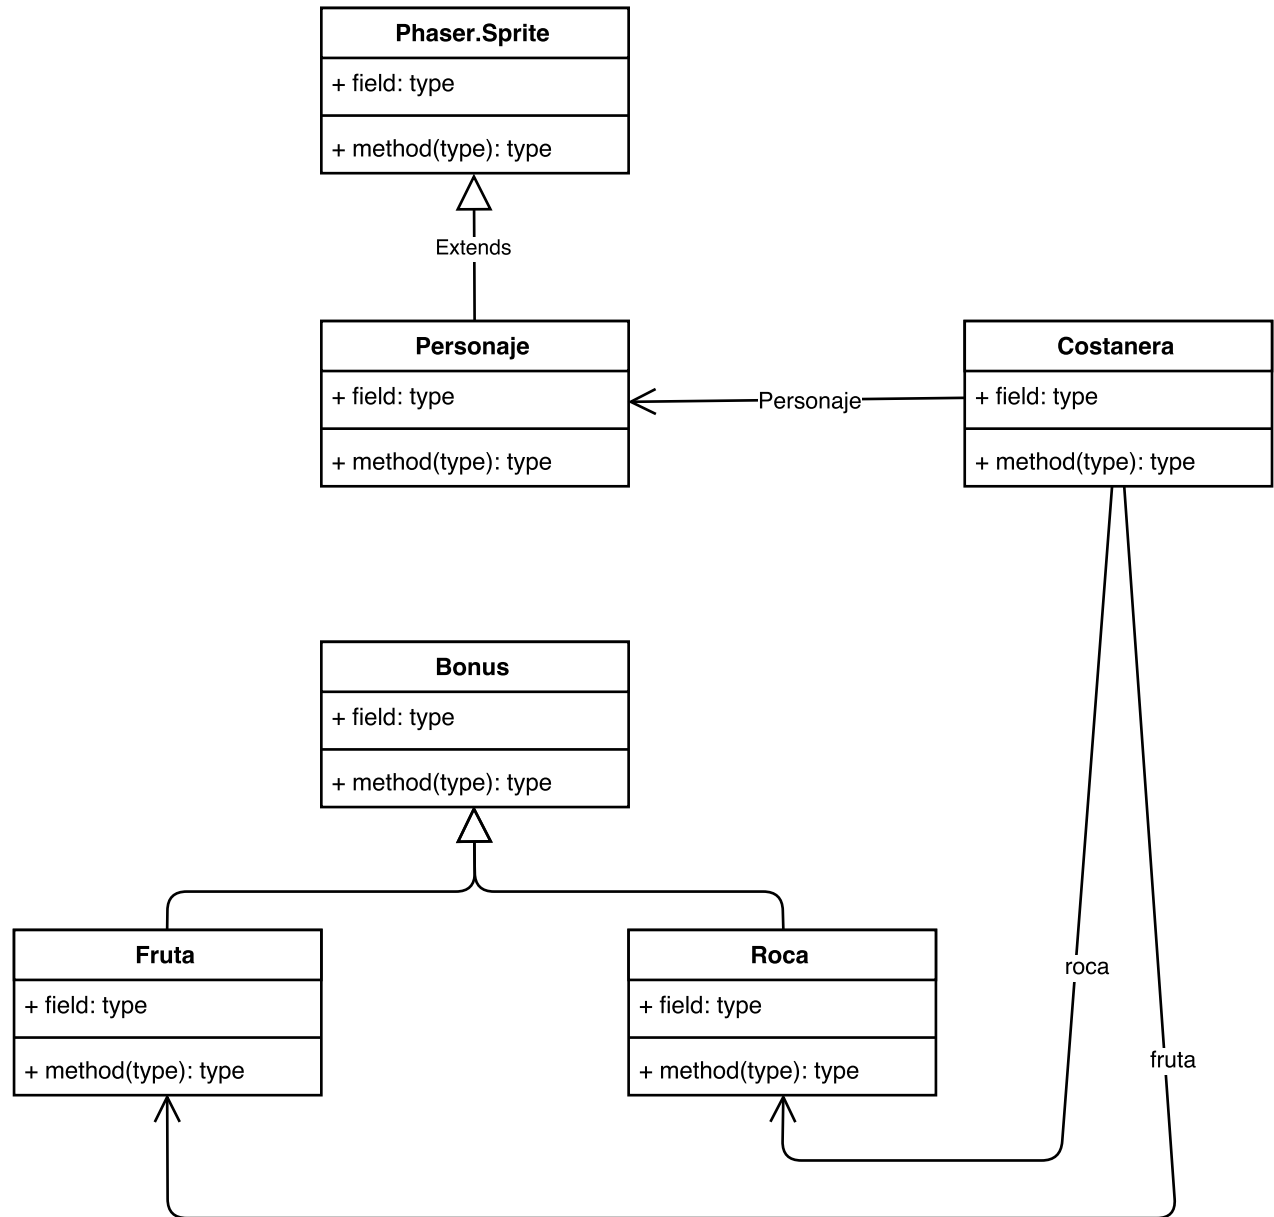 Phaser.Sprite
+ field: type
+ method(type): type
Extends
Personaje
+ field: type
+ method(type): type
Personaje
Costanera
+ field: type
+ method(type): type
Bonus
+ field: type
+ method(type): type
Fruta
+ field: type
+ method(type): type
Roca
+ field: type
+ method(type): type
roca
fruta